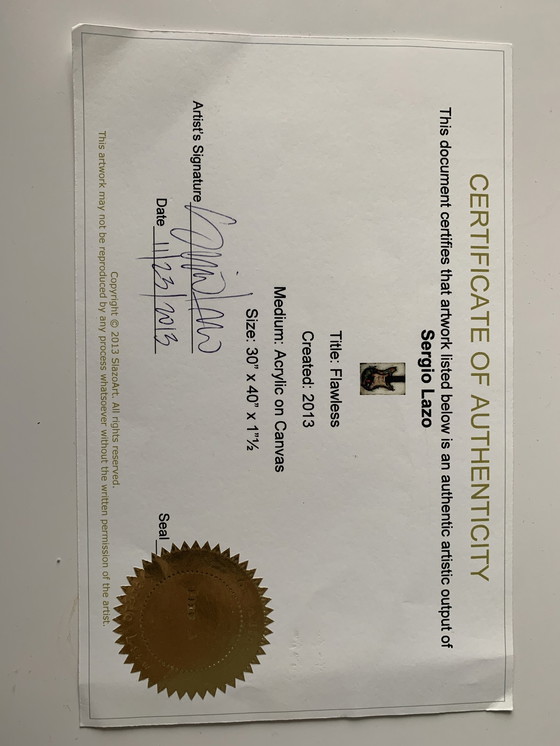 CERTIFICATE OF AUTHENTICITY
This document certifies that artwork listed below is an authentic artistic output of
Sergio Lazo
Title: Flawless
Created: 2013
Medium: Acrylic on Canvas
Size: 30" x 40" x 1"½
Artist's Signature
Date 11/23/2013
Seal
Copyright © 2013 SlazoArt. All rights reserved.
This artwork may not be reproduced by any process whatsoever without the written permission of the artist.